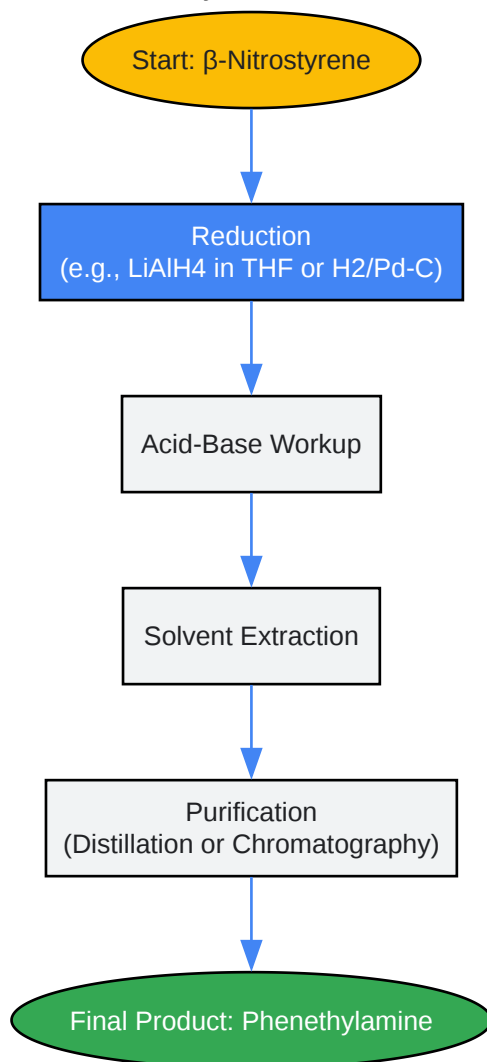 Start: β-Nitrostyrene
Reduction
(e.g., LiAlH4 in THF or H2/Pd-C)
Acid-Base Workup
Solvent Extraction
Purification
(Distillation or Chromatography)
Final Product: Phenethylamine